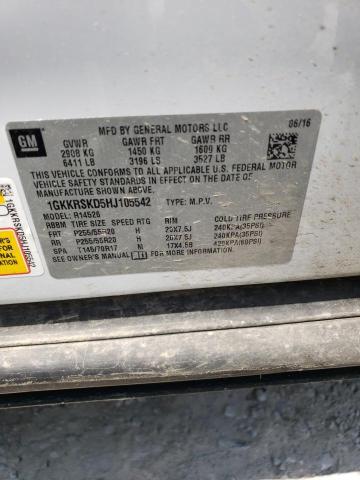 GM
MFD BY GENERAL MOTORS LLC
06/16
GVWR GAWR FRT GAWR RR
2908 KG 1450 KG 1609 KG
6411 LB 3196 LB 3527 LB
THIS VEHICLE CONFORMS TO ALL APPLICABLE U.S. FEDERAL MOTOR
VEHICLE SAFETY STANDARDS IN EFFECT ON THE DATE OF
MANUFACTURE SHOWN ABOVE.
1GKKRSKD5HJ105542 TYPE: M.P.V.
MODEL: R14526
RBBM TIRE SIZE SPEED RTG RIM COLD TIRE PRESSURE
FRT P255/55R20 H 20X7.5J 240KPA(35PSI)
RR P255/55R20 H 20X7.5J 240KPA(35PSI)
SPA T145/70R17 M 17X4.5B 420KPA(60PSI)
SEE OWNER'S MANUAL FOR MORE INFORMATION.
1GKKRSKD5HJ105542